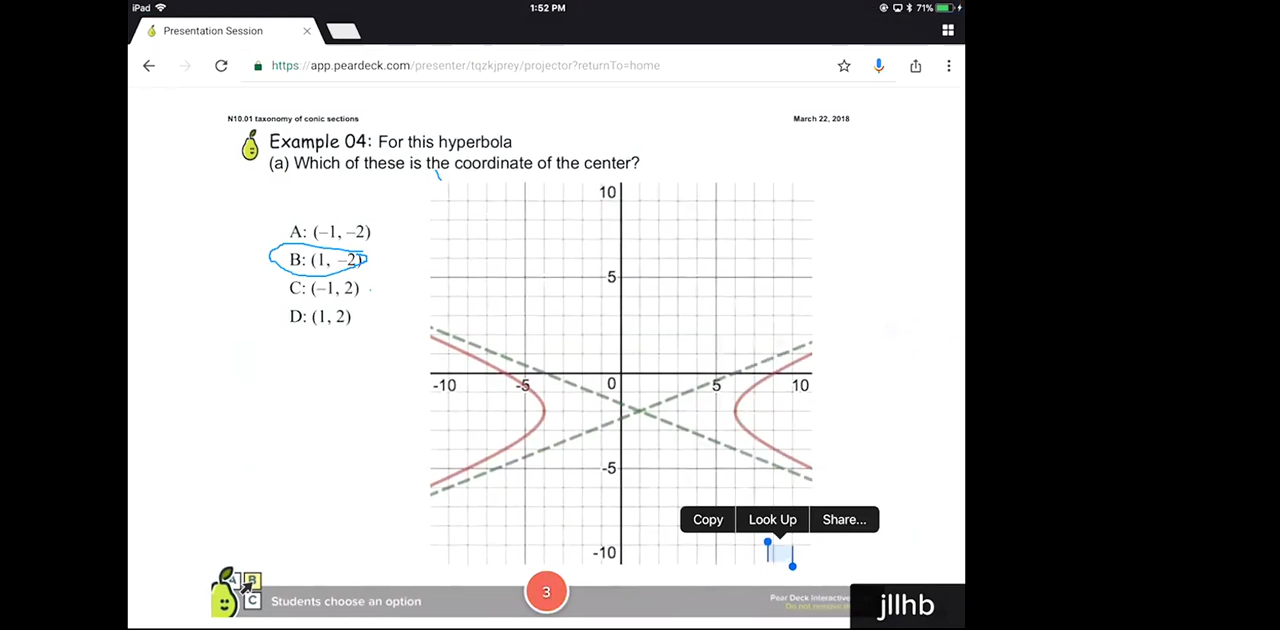 iPad 1:52 PM 71%
Presentation Session
https://app.peardeck.com/presenter/tqzkjprey/projector?returnTo=home
N10.01 taxonomy of conic sections March 22, 2018
Example 04: For this hyperbola
(a) Which of these is the coordinate of the center?
A: (–1, –2)
B: (1, –2)
C: (–1, 2)
D: (1, 2)
10
5
-10 -5 0 5 10
-5
-10
Copy Look Up Share...
A B
C
Students choose an option
3
Pear Deck Interactive
Do not remove
jllhb